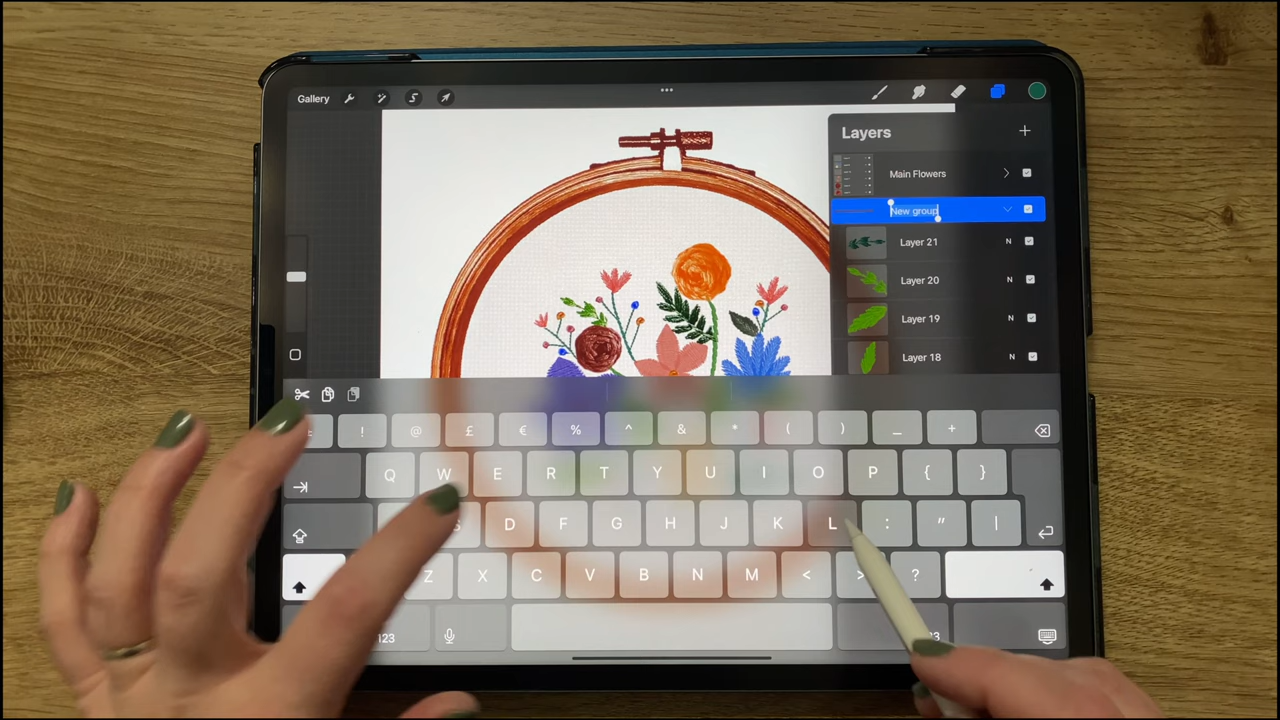 Gallery
Layers
Main Flowers
New group
Layer 21 N
Layer 20 N
Layer 19 N
Layer 18 N
! @ £ € % ^ & * ( ) _ +
Q W E R T Y U I O P { }
S D F G H J K L : " |
Z X C V B N M < > ?